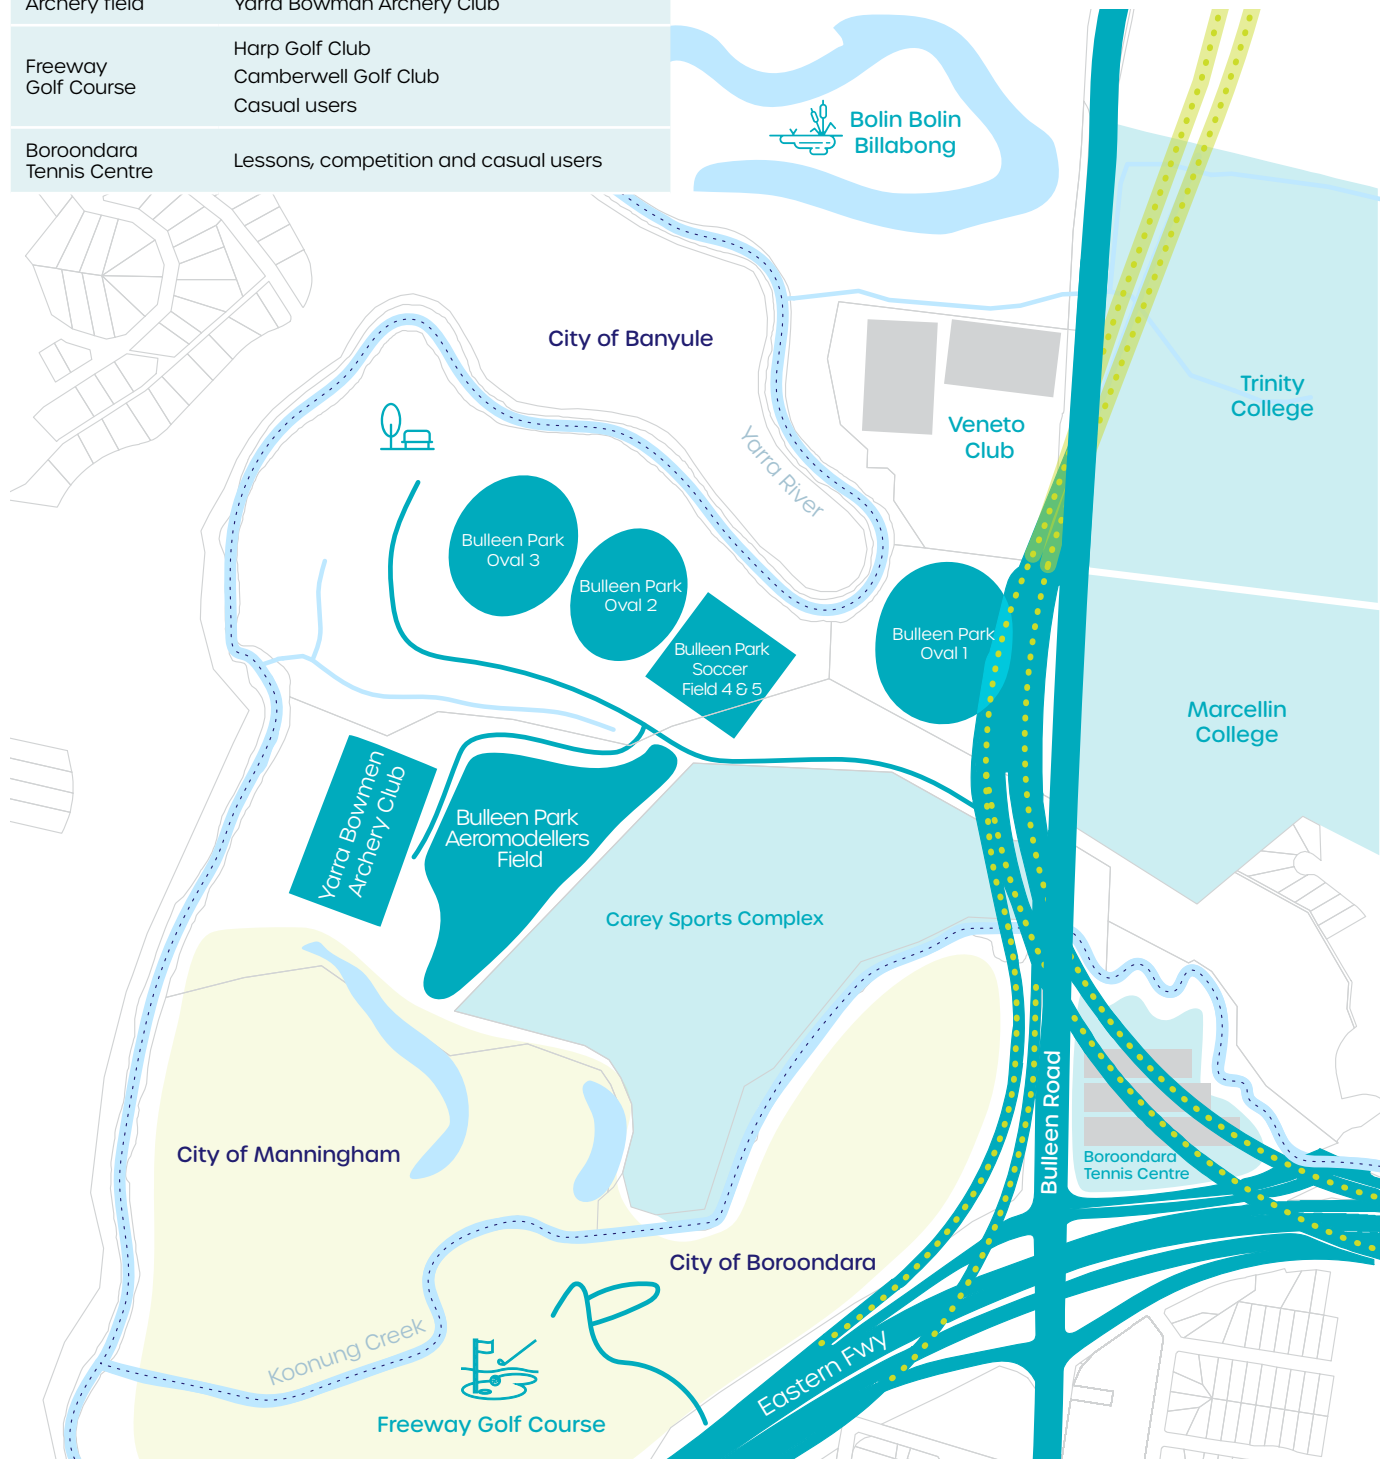 Archery field
Yarra Bowman Archery Club
Freeway
Golf Course
Harp Golf Club
Camberwell Golf Club
Casual users
Boroondara
Tennis Centre
Lessons, competition and casual users
Bolin Bolin
Billabong
City of Banyule
Trinity
College
Veneto
Club
Yarra River
Bulleen Park
Oval 3
Bulleen Park
Oval 2
Bulleen Park
Soccer
Field 4 & 5
Bulleen Park
Oval 1
Marcellin
College
Yarra Bowmen
Archery Club
Bulleen Park
Aeromodellers
Field
Carey Sports Complex
Bulleen Road
City of Manningham
Boroondara
Tennis Centre
City of Boroondara
Koonung Creek
Eastern Fwy
Freeway Golf Course